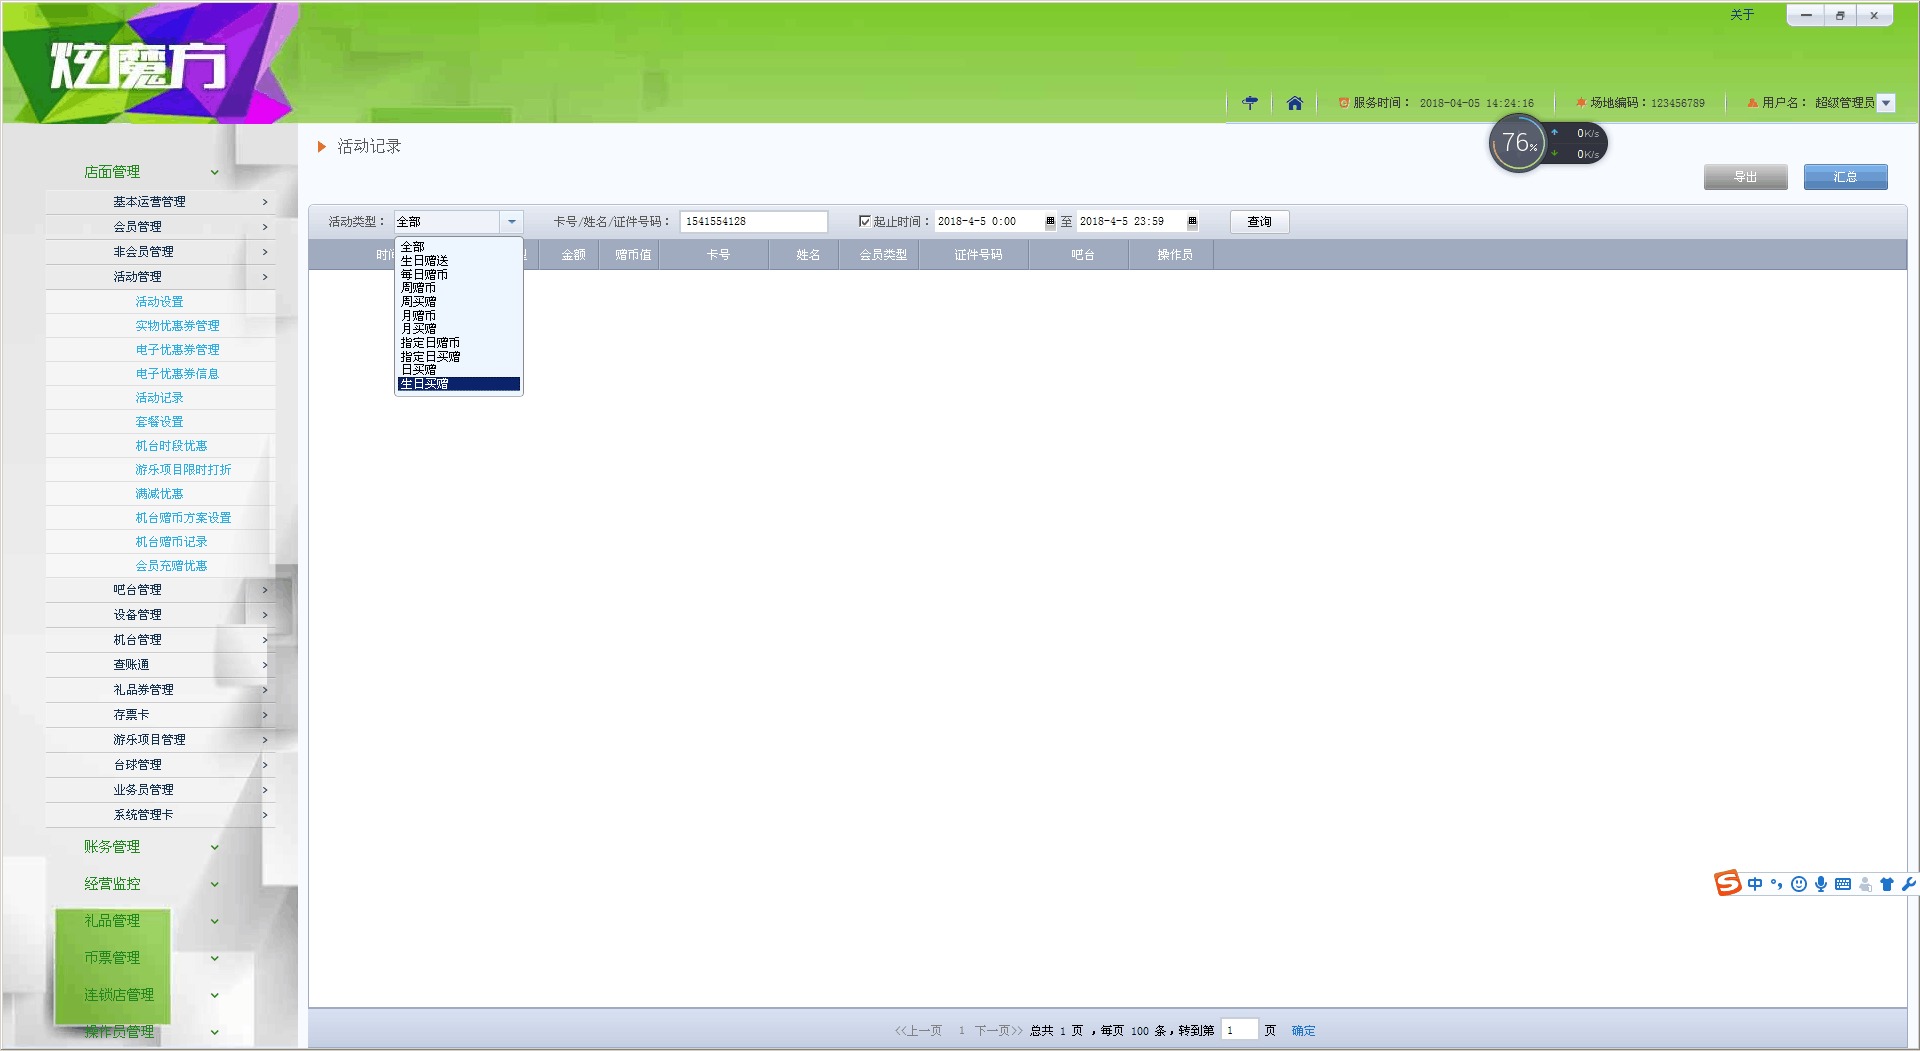 炫魔方
关于
服务时间： 2018-04-05 14:24:16
场地编码：123456789
用户名： 超级管理员
76%
0K/s
0K/s
活动记录
导出
汇总
活动类型： 全部
卡号/姓名/证件号码： 1541554128
起止时间： 2018-4-5 0:00 至 2018-4-5 23:59
查询
金额 赠币值 卡号 姓名 会员类型 证件号码 吧台 操作员
全部
生日赠送
每日赠币
周赠币
周买赠
月赠币
月买赠
指定日赠币
指定日买赠
日买赠
生日买赠
店面管理
基本运营管理
会员管理
非会员管理
活动管理
活动设置
实物优惠券管理
电子优惠券管理
电子优惠券信息
活动记录
套餐设置
机台时段优惠
游乐项目限时打折
满减优惠
机台赠币方案设置
机台赠币记录
会员充赠优惠
吧台管理
设备管理
机台管理
查账通
礼品券管理
存票卡
游乐项目管理
台球管理
业务员管理
系统管理卡
账务管理
经营监控
礼品管理
币票管理
连锁店管理
操作员管理
中
<<上一页 1 下一页>> 总共 1 页 ，每页 100 条，转到第 1 页 确定